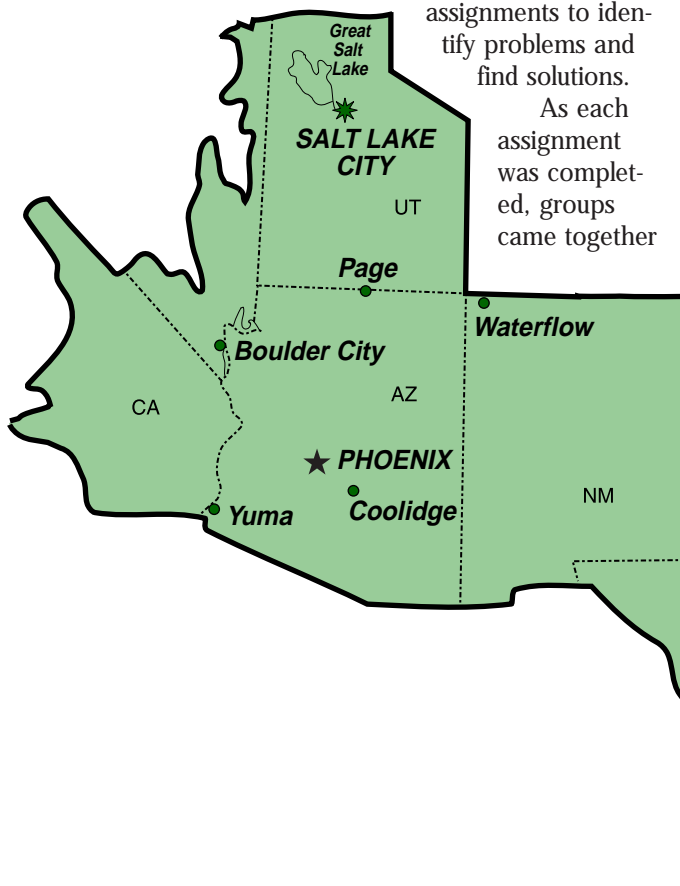 assignments to iden-
tify problems and
find solutions.
As each
assignment
was complet-
ed, groups
came together
Great
Salt
Lake
SALT LAKE
CITY
UT
Page
Waterflow
Boulder City
CA
AZ
PHOENIX
Coolidge
NM
Yuma